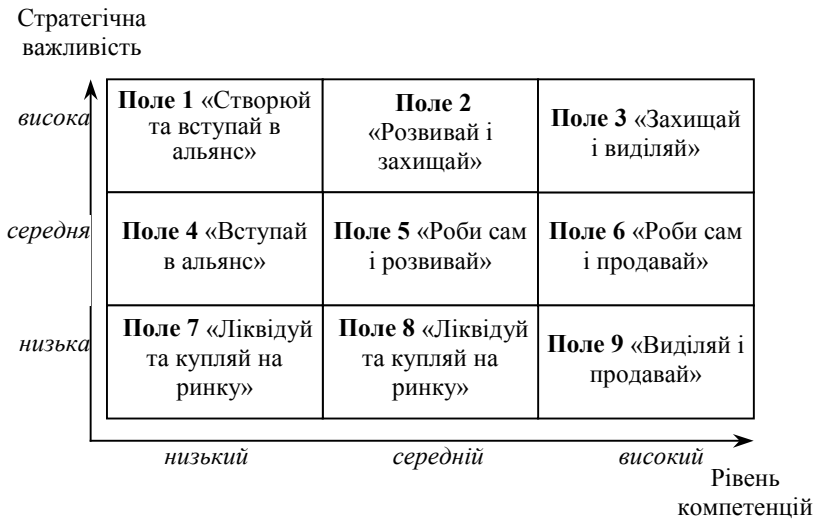 Стратегічна
важливість
висока
Поле 1 «Створюй
та вступай в
альянс»
Поле 2
«Розвивай і
захищай»
Поле 3 «Захищай
і виділяй»
середня
Поле 4 «Вступай
в альянс»
Поле 5 «Роби сам
і розвивай»
Поле 6 «Роби сам
і продавай»
низька
Поле 7 «Ліквідуй
та купляй на
ринку»
Поле 8 «Ліквідуй
та купляй на
ринку»
Поле 9 «Виділяй і
продавай»
низький
середній
високий
Рівень
компетенцій